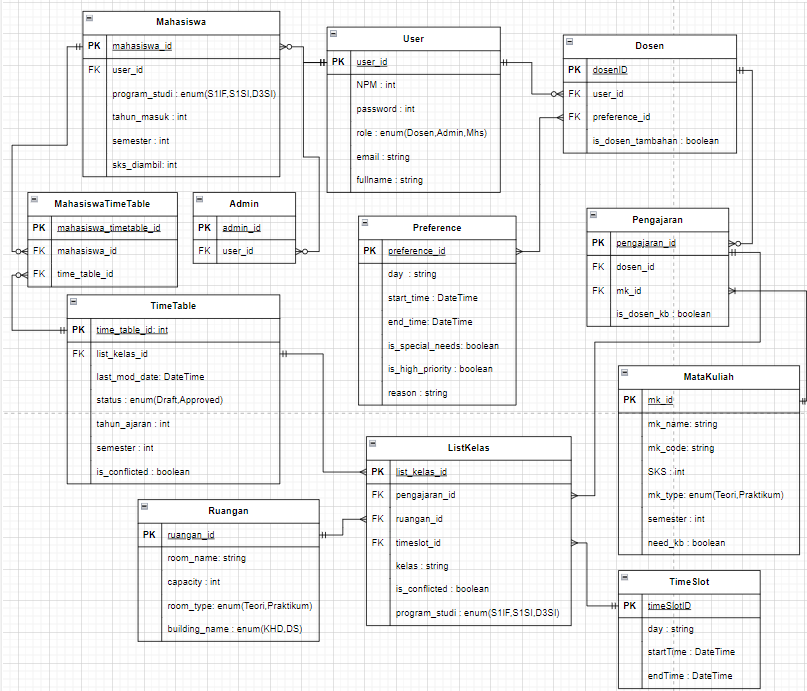 Mahasiswa
PK mahasiswa_id
FK user_id
program_studi : enum(S1IF,S1SI,D3SI)
tahun_masuk : int
semester : int
sks_diambil: int
User
PK user_id
NPM : int
password : int
role : enum(Dosen,Admin,Mhs)
email : string
fullname : string
Dosen
PK dosenID
FK user_id
FK preference_id
is_dosen_tambahan : boolean
MahasiswaTimeTable
PK mahasiswa_timetable_id
FK mahasiswa_id
FK time_table_id
Admin
PK admin_id
FK user_id
Preference
PK preference_id
day : string
start_time : DateTime
end_time: DateTime
is_special_needs: boolean
is_high_priority : boolean
reason : string
Pengajaran
PK pengajaran_id
FK dosen_id
FK mk_id
is_dosen_kb : boolean
TimeTable
PK time_table_id: int
FK list_kelas_id
last_mod_date: DateTime
status : enum(Draft,Approved)
tahun_ajaran : int
semester : int
is_conflicted : boolean
MataKuliah
PK mk_id
mk_name: string
mk_code: string
SKS : int
mk_type: enum(Teori,Praktikum)
semester : int
need_kb : boolean
ListKelas
PK list_kelas_id
FK pengajaran_id
FK ruangan_id
FK timeslot_id
kelas : string
is_conflicted : boolean
program_studi : enum(S1IF,S1SI,D3SI)
Ruangan
PK ruangan_id
room_name: string
capacity : int
room_type: enum(Teori,Praktikum)
building_name : enum(KHD,DS)
TimeSlot
PK timeSlotID
day : string
startTime : DateTime
endTime : DateTime